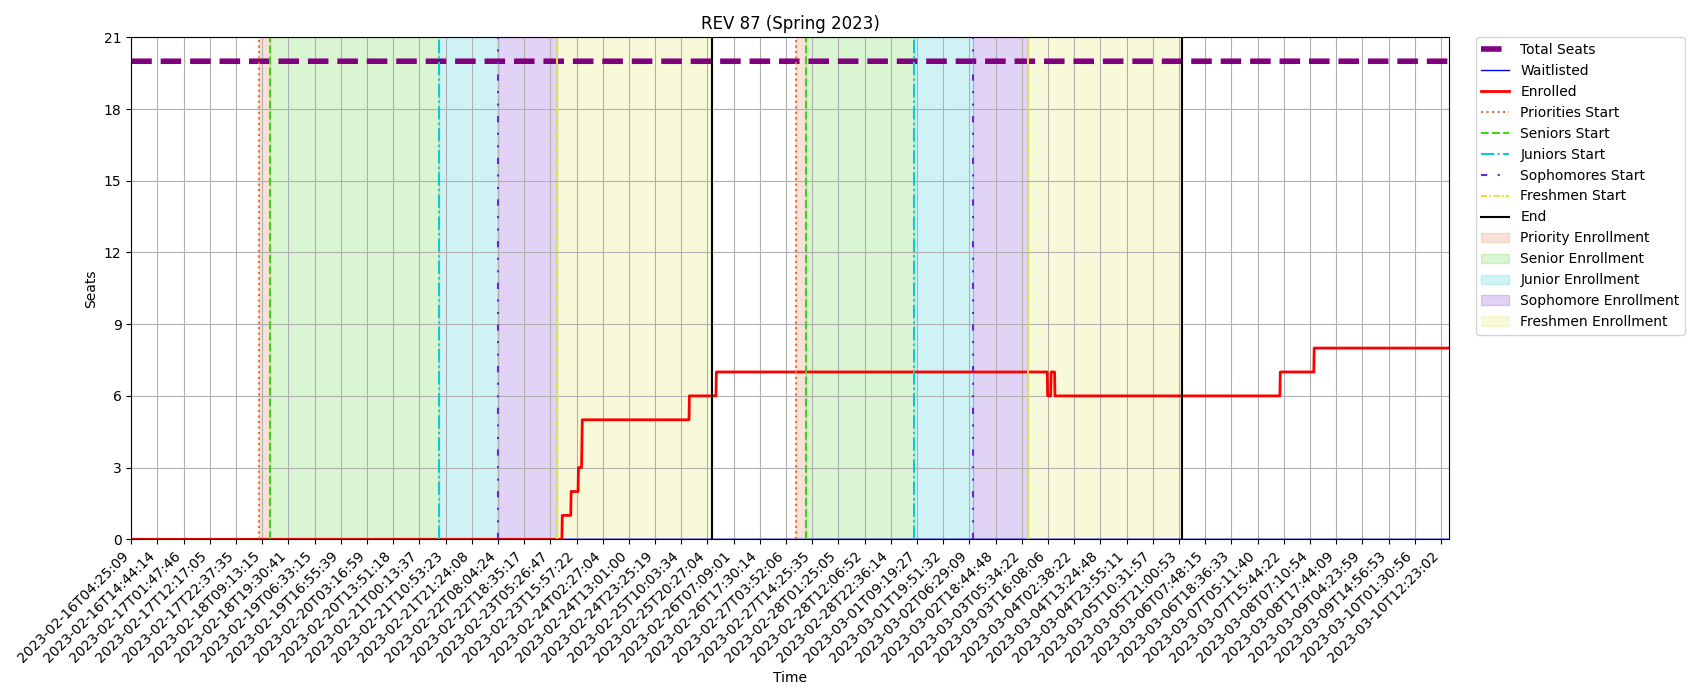 REV 87 (Spring 2023)
21
18
15
12
9
6
3
0
Seats
2023-02-16T04:25:09
2023-02-16T14:44:14
2023-02-17T01:47:46
2023-02-17T12:17:05
2023-02-17T22:37:35
2023-02-18T09:13:15
2023-02-18T19:30:41
2023-02-19T06:33:15
2023-02-19T16:55:39
2023-02-20T03:16:59
2023-02-20T13:51:18
2023-02-21T00:13:37
2023-02-21T10:53:23
2023-02-21T21:24:09
2023-02-22T08:04:24
2023-02-22T18:35:17
2023-02-23T05:26:47
2023-02-23T15:57:22
2023-02-24T02:27:04
2023-02-24T13:01:00
2023-02-24T23:25:19
2023-02-25T10:03:34
2023-02-25T20:27:04
2023-02-26T07:09:01
2023-02-26T17:30:14
2023-02-27T03:52:06
2023-02-27T14:25:35
2023-02-28T01:25:05
2023-02-28T12:06:52
2023-02-28T22:36:14
2023-03-01T09:19:27
2023-03-01T19:51:32
2023-03-02T06:29:09
2023-03-02T18:44:48
2023-03-03T05:34:22
2023-03-03T16:08:06
2023-03-04T02:38:22
2023-03-04T13:24:48
2023-03-04T23:55:11
2023-03-05T10:31:57
2023-03-05T21:00:53
2023-03-06T07:48:15
2023-03-06T18:36:33
2023-03-07T05:11:40
2023-03-07T15:44:22
2023-03-08T07:10:54
2023-03-08T17:44:09
2023-03-09T04:23:59
2023-03-09T14:56:53
2023-03-10T01:30:56
2023-03-10T12:23:02
Time
Total Seats
Waitlisted
Enrolled
Priorities Start
Seniors Start
Juniors Start
Sophomores Start
Freshmen Start
End
Priority Enrollment
Senior Enrollment
Junior Enrollment
Sophomore Enrollment
Freshmen Enrollment